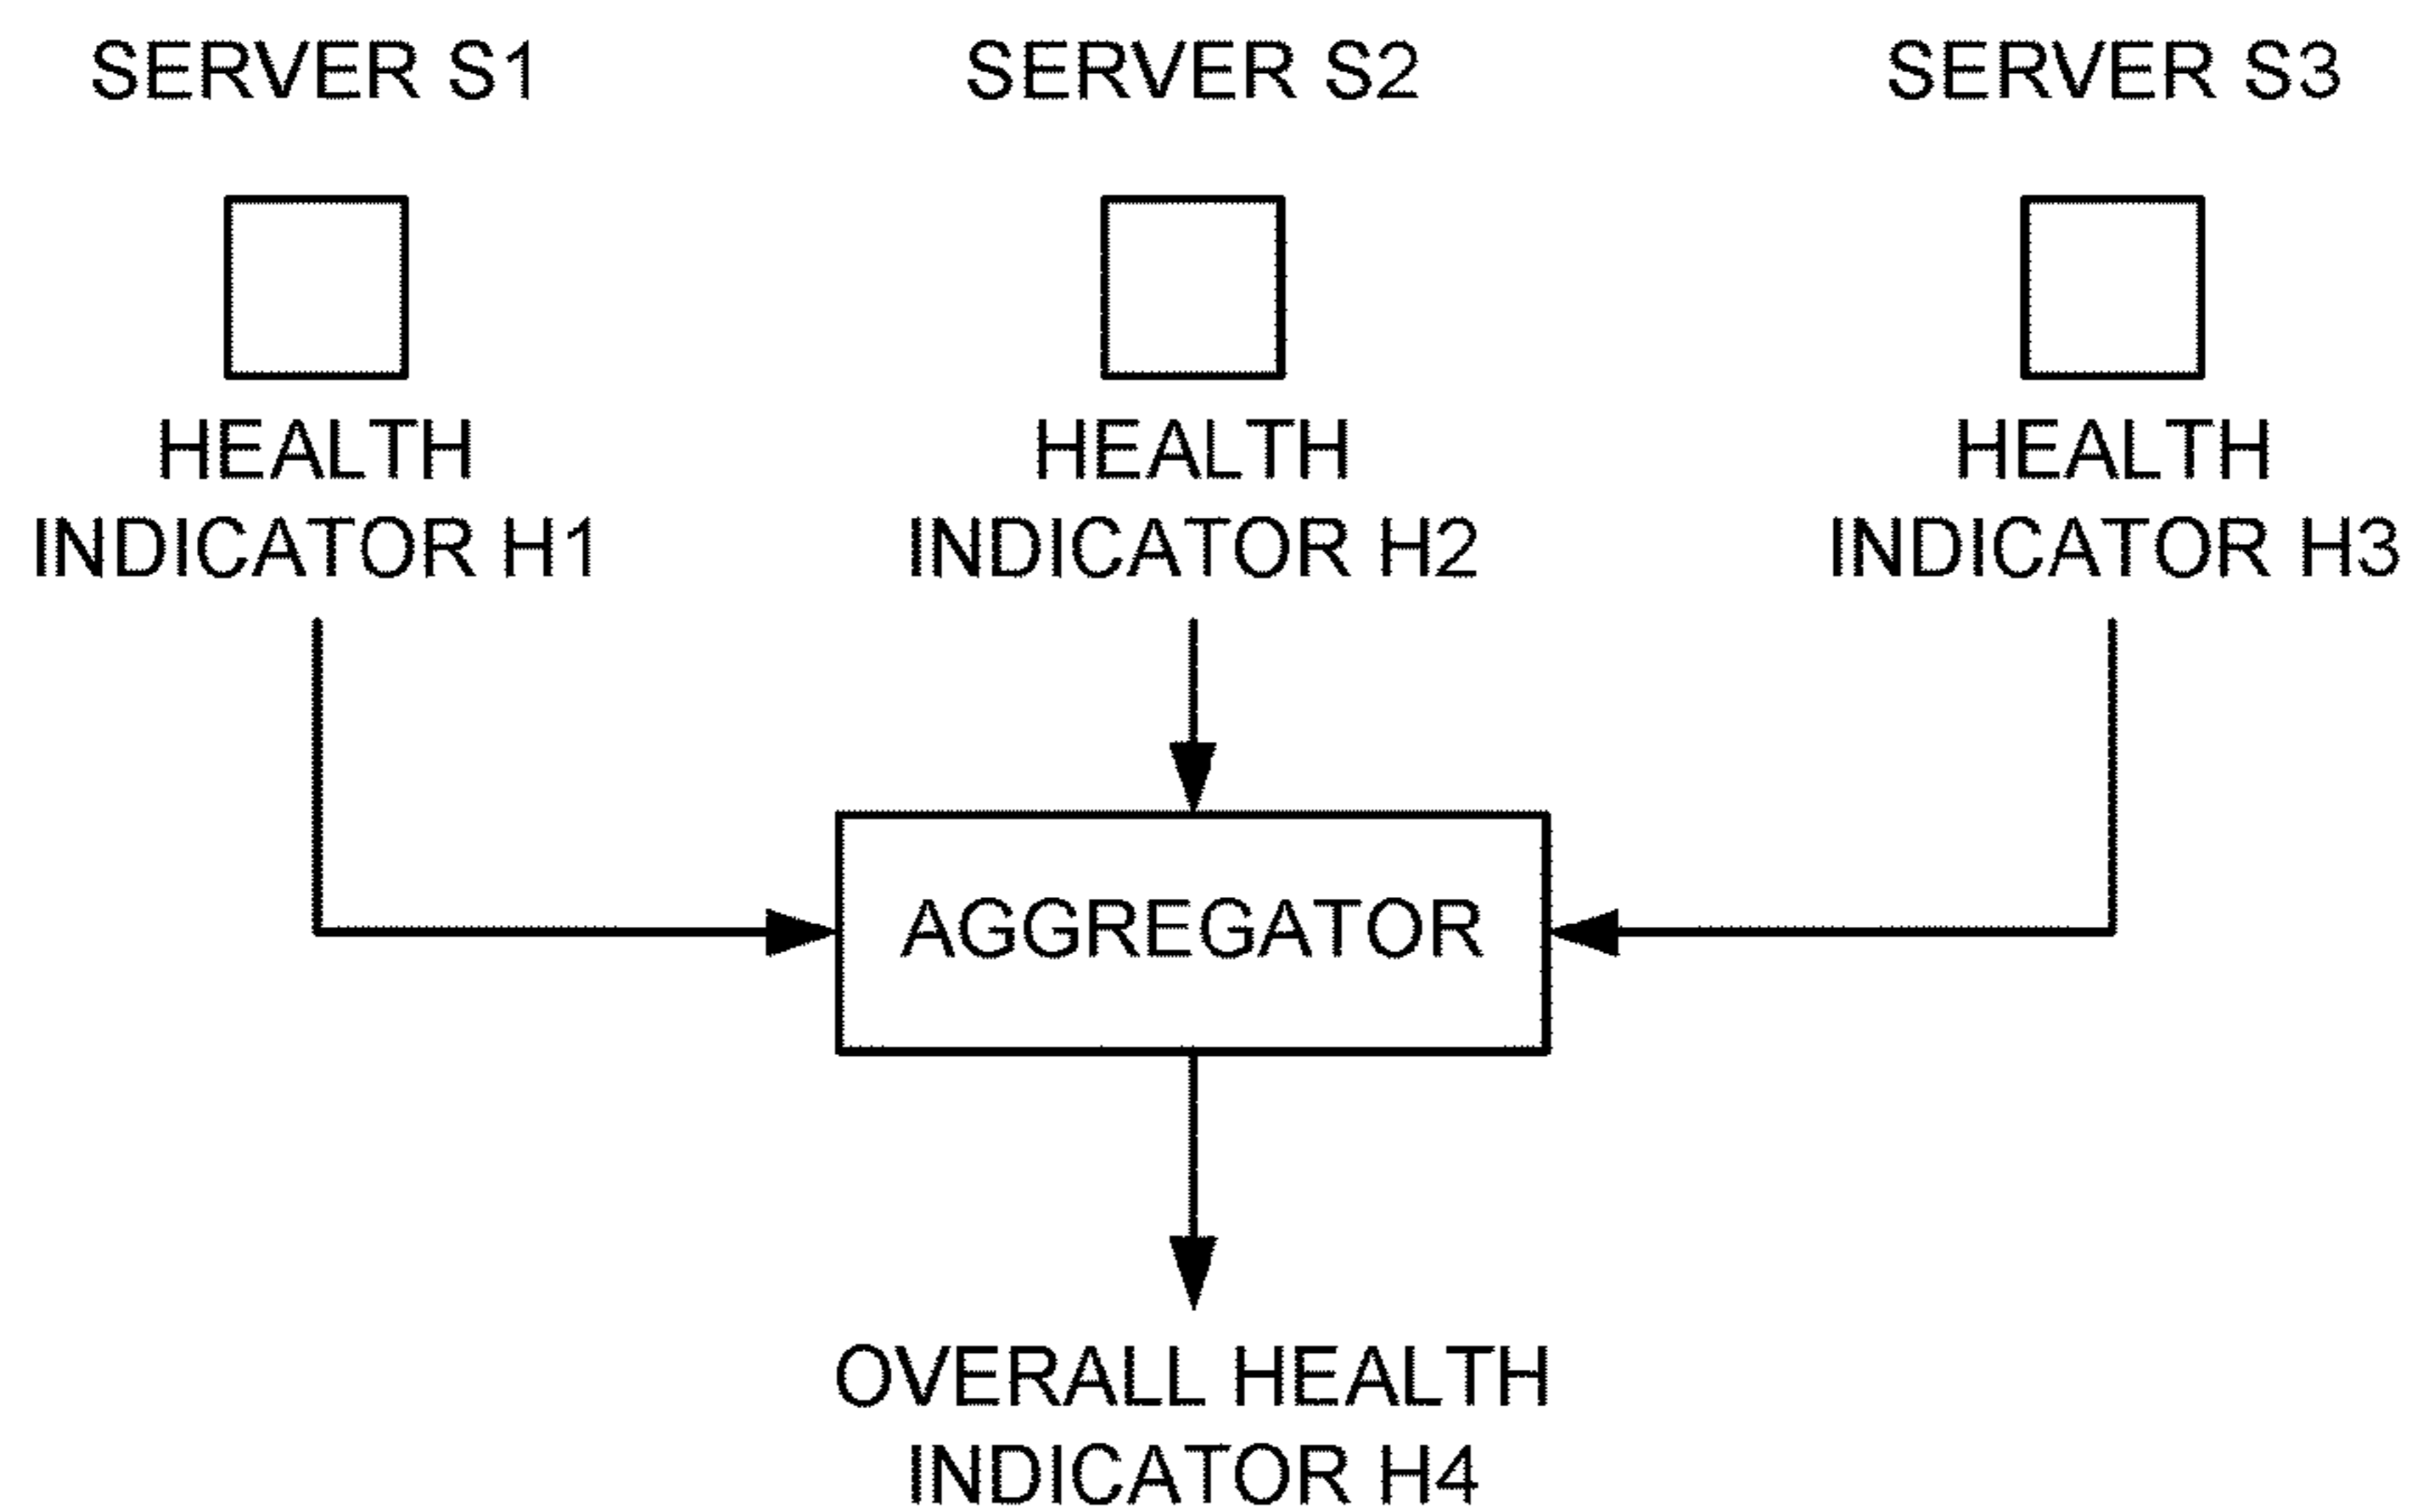 SERVER S1
SERVER S2
SERVER S3
HEALTH
INDICATOR H1
HEALTH
INDICATOR H2
HEALTH
INDICATOR H3
AGGREGATOR
OVERALL HEALTH
INDICATOR H4